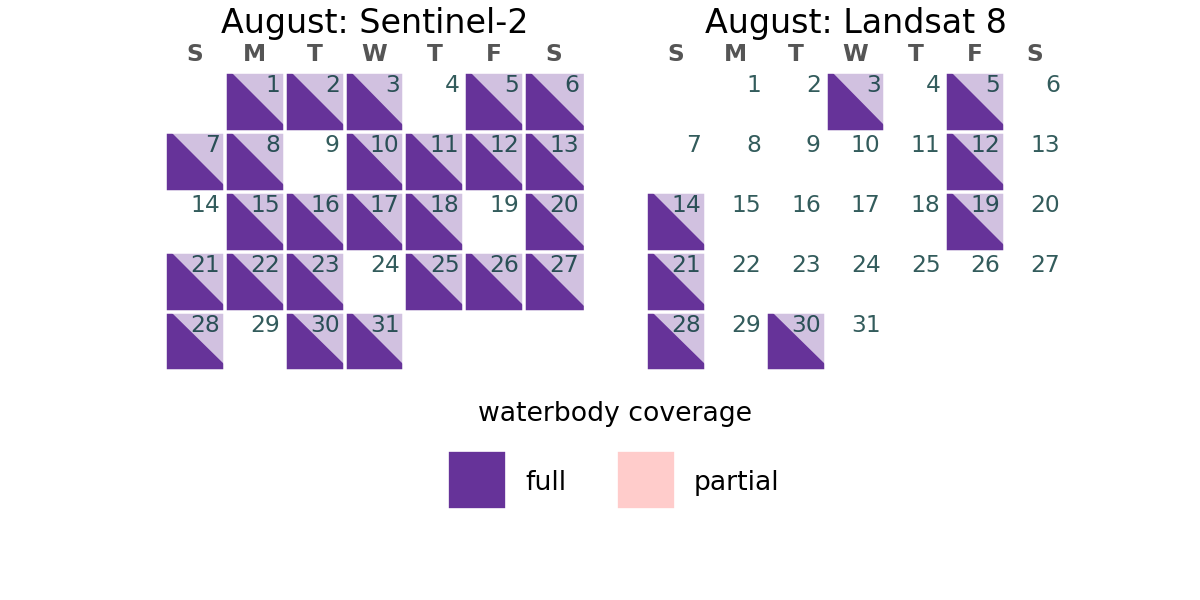 August: Sentinel-2
S M T W T F S
1 2 3 4 5 6
7 8 9 10 11 12 13
14 15 16 17 18 19 20
21 22 23 24 25 26 27
28 29 30 31
August: Landsat 8
S M T W T F S
1 2 3 4 5 6
7 8 9 10 11 12 13
14 15 16 17 18 19 20
21 22 23 24 25 26 27
28 29 30 31
waterbody coverage
full partial